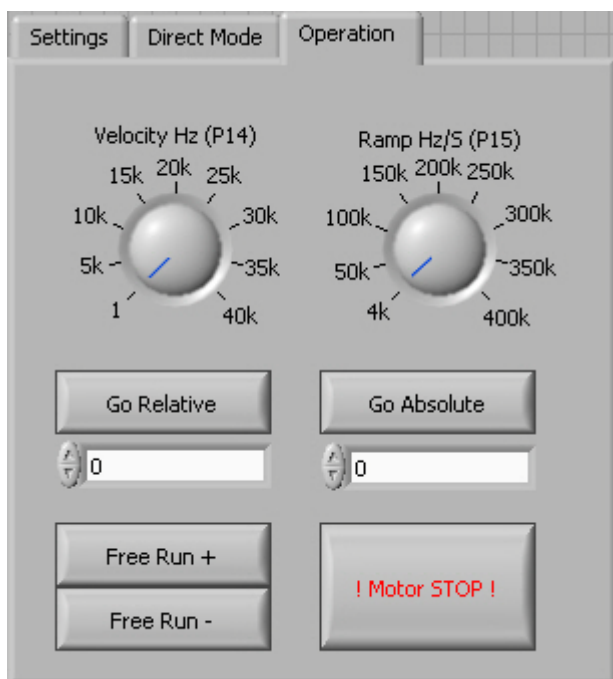 Settings
Direct Mode
Operation
Velocity Hz (P14)
1
5k
10k
15k
20k
25k
30k
35k
40k
Ramp Hz/S (P15)
4k
50k
100k
150k
200k
250k
300k
350k
400k
Go Relative
0
Go Absolute
0
Free Run +
Free Run -
! Motor STOP !